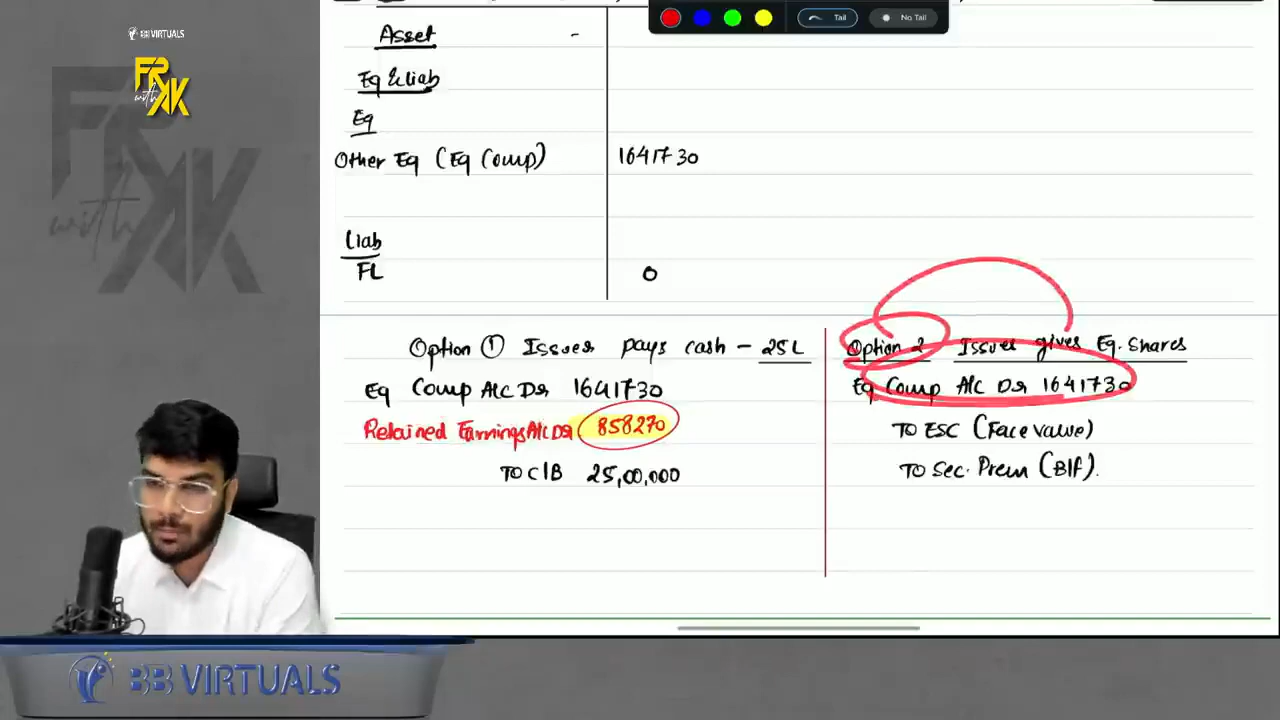 BB VIRTUALS
FR
with
KK
Tail
No Tail
Asset
Eq & Liab
Eq
Other Eq (Eq Comp) 1641730
Liab
FL 0
Option ① Issuer pays cash - 25L
Eq Comp A/c Dr 1641730
Retained Earnings A/c Dr 858270
TO C/B 25,00,000
Option 2 Issuer gives Eq. Shares
Eq Comp A/c Dr 1641730
TO ESC (Face value)
TO Sec. Prem (B/f).
BB VIRTUALS